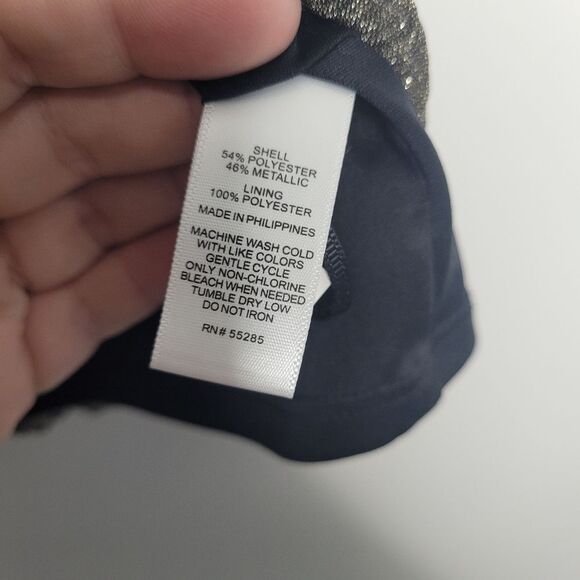 SHELL
54% POLYESTER
46% METALLIC
LINING
100% POLYESTER
MADE IN PHILIPPINES
MACHINE WASH COLD
WITH LIKE COLORS
GENTLE CYCLE
ONLY NON-CHLORINE
BLEACH WHEN NEEDED
TUMBLE DRY LOW
DO NOT IRON
RN# 55285